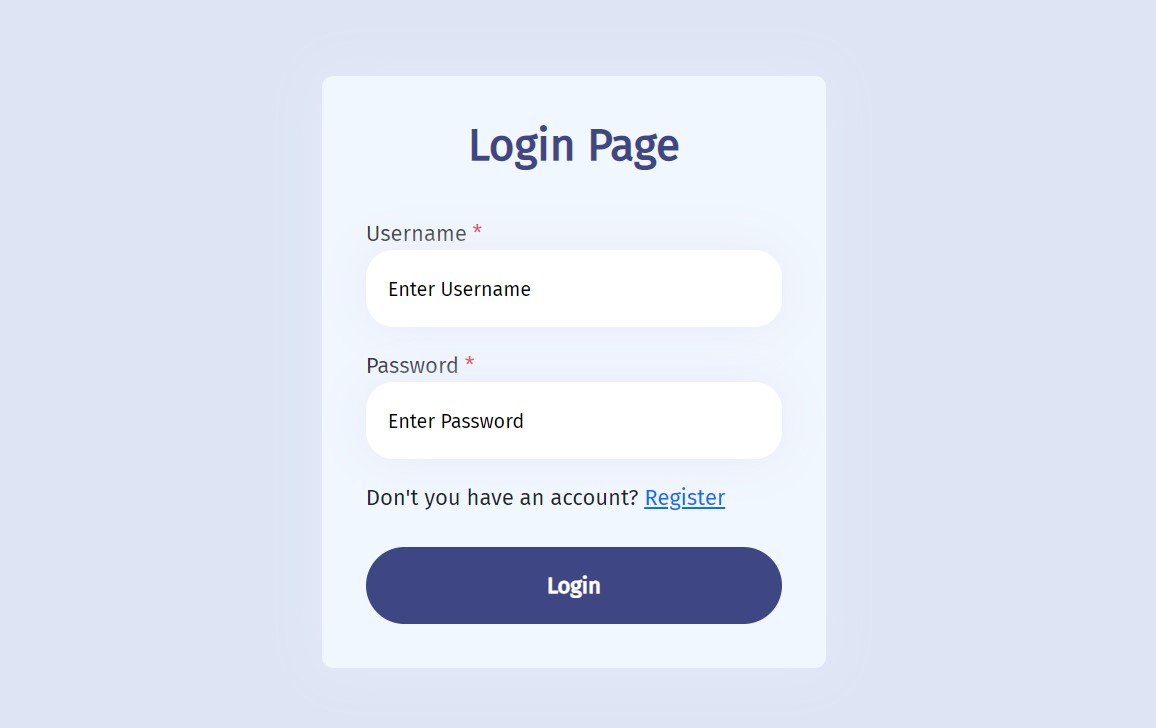 Login Page
Username *
Enter Username
Password *
Enter Password
Don't you have an account? Register
Login